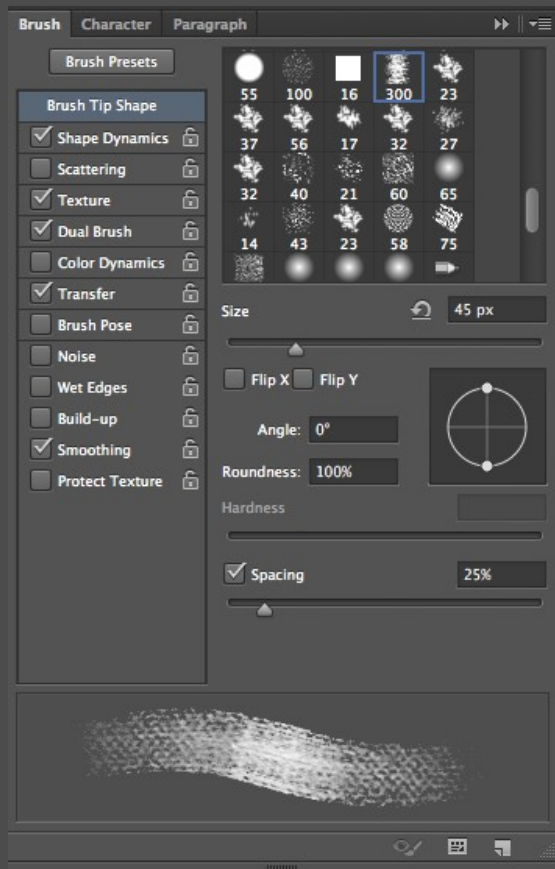 Brush Character Paragraph
Brush Presets
55 100 16 300 23
37 56 17 32 27
32 40 21 60 65
14 43 23 58 75
Brush Tip Shape
Shape Dynamics
Scattering
Texture
Dual Brush
Color Dynamics
Transfer
Brush Pose
Noise
Wet Edges
Build-up
Smoothing
Protect Texture
Size 45 px
Flip X Flip Y
Angle: 0°
Roundness: 100%
Hardness
Spacing 25%